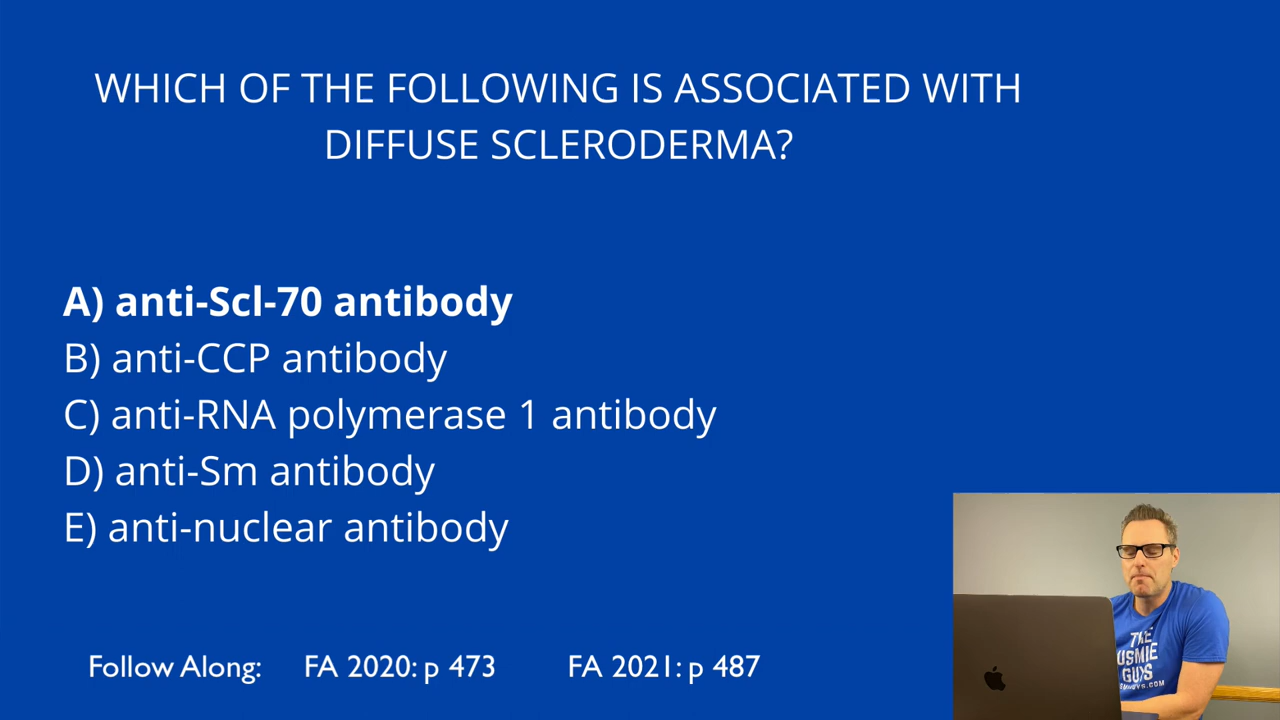 WHICH OF THE FOLLOWING IS ASSOCIATED WITH
DIFFUSE SCLERODERMA?
A) anti-Scl-70 antibody
B) anti-CCP antibody
C) anti-RNA polymerase 1 antibody
D) anti-Sm antibody
E) anti-nuclear antibody
Follow Along: FA 2020: p 473 FA 2021: p 487
THE
USMLE
GUYS